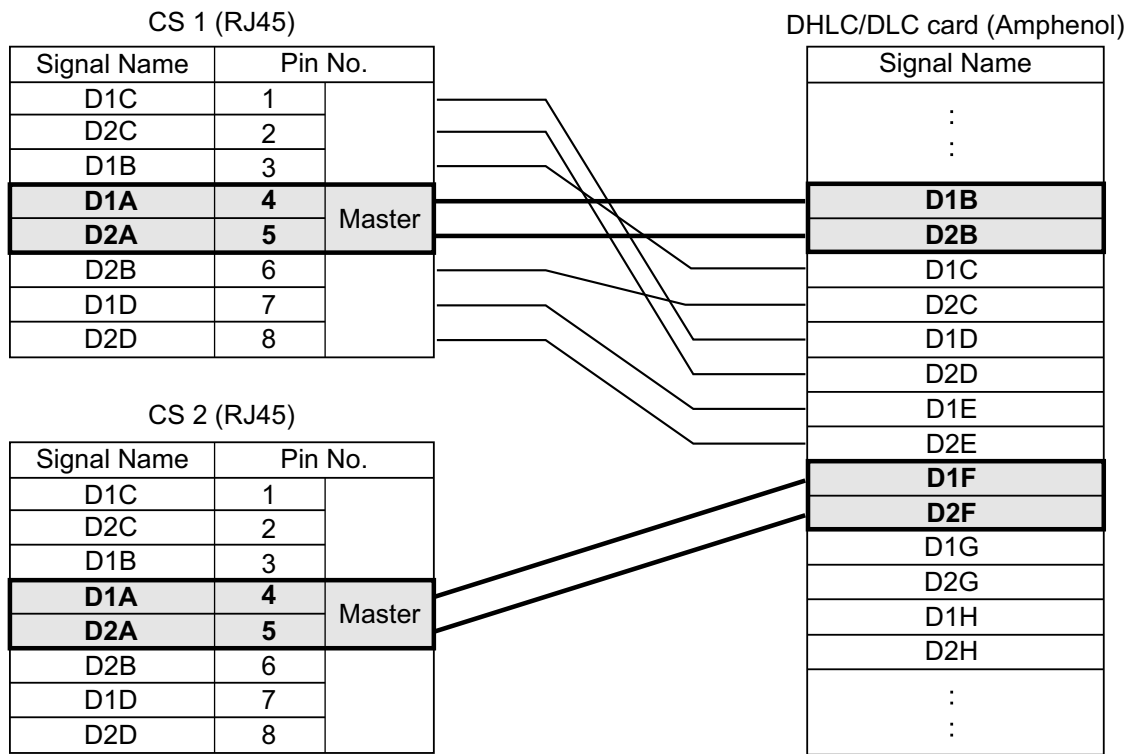 CS 1 (RJ45)
Signal Name Pin No.
D1C 1
D2C 2
D1B 3
D1A 4 Master
D2A 5
D2B 6
D1D 7
D2D 8
CS 2 (RJ45)
Signal Name Pin No.
D1C 1
D2C 2
D1B 3
D1A 4 Master
D2A 5
D2B 6
D1D 7
D2D 8
DHLC/DLC card (Amphenol)
Signal Name
:
:
D1B
D2B
D1C
D2C
D1D
D2D
D1E
D2E
D1F
D2F
D1G
D2G
D1H
D2H
:
: